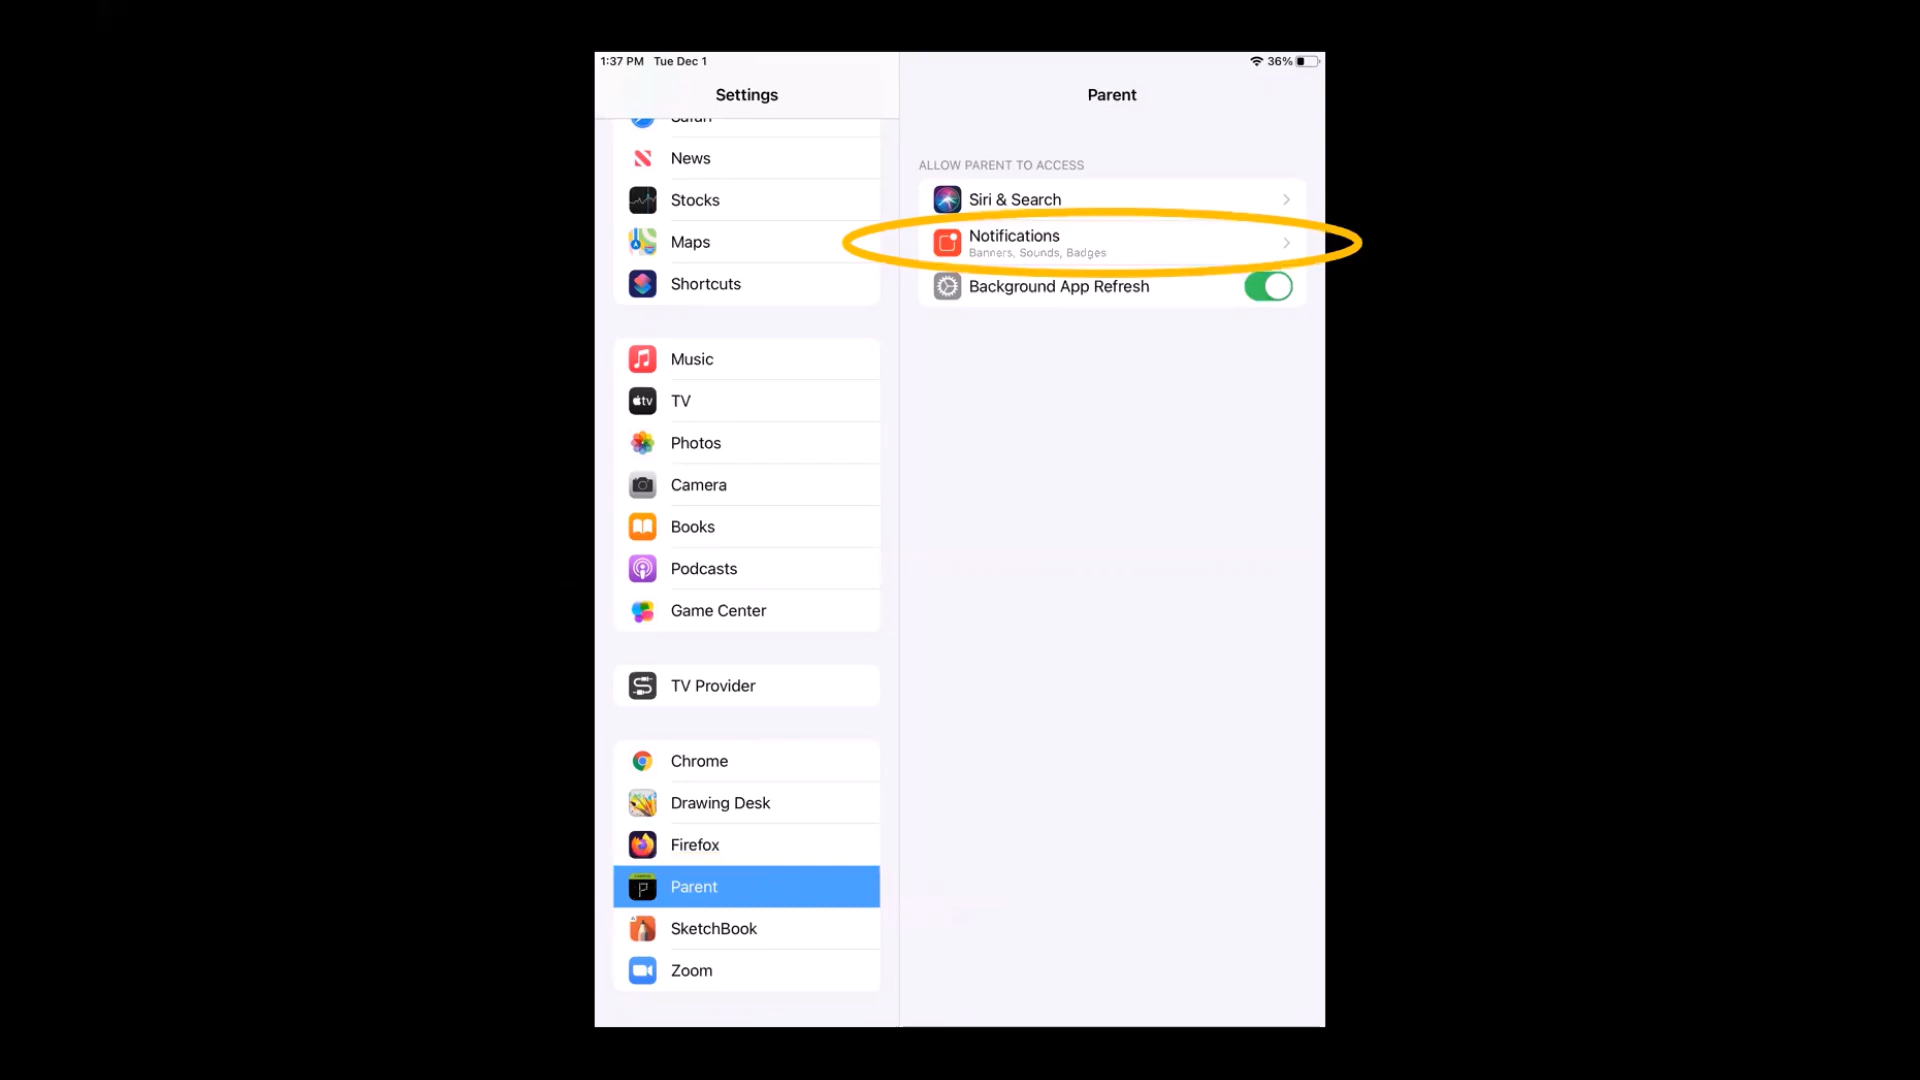 1:37 PM Tue Dec 1
36%
Settings
Parent
Safari
News
Stocks
Maps
Shortcuts
Music
tv
TV
Photos
Camera
Books
Podcasts
Game Center
TV Provider
Chrome
Drawing Desk
Firefox
P
Parent
SketchBook
Zoom
ALLOW PARENT TO ACCESS
Siri & Search
Notifications
Banners, Sounds, Badges
Background App Refresh